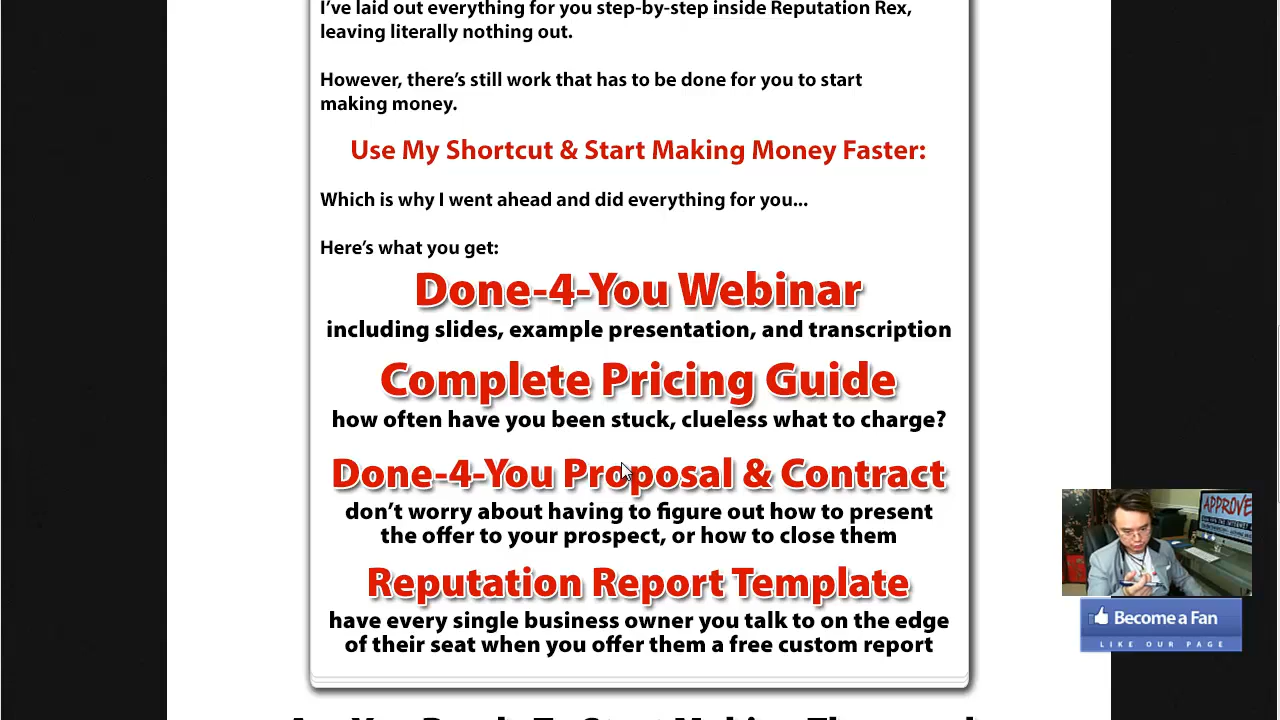 I've laid out everything for you step-by-step inside Reputation Rex,
leaving literally nothing out.
However, there's still work that has to be done for you to start
making money.
Use My Shortcut & Start Making Money Faster:
Which is why I went ahead and did everything for you...
Here's what you get:
Done-4-You Webinar
including slides, example presentation, and transcription
Complete Pricing Guide
how often have you been stuck, clueless what to charge?
Done-4-You Proposal & Contract
don't worry about having to figure out how to present
the offer to your prospect, or how to close them
Reputation Report Template
have every single business owner you talk to on the edge
of their seat when you offer them a free custom report
APPROVE
Become a Fan
LIKE OUR PAGE